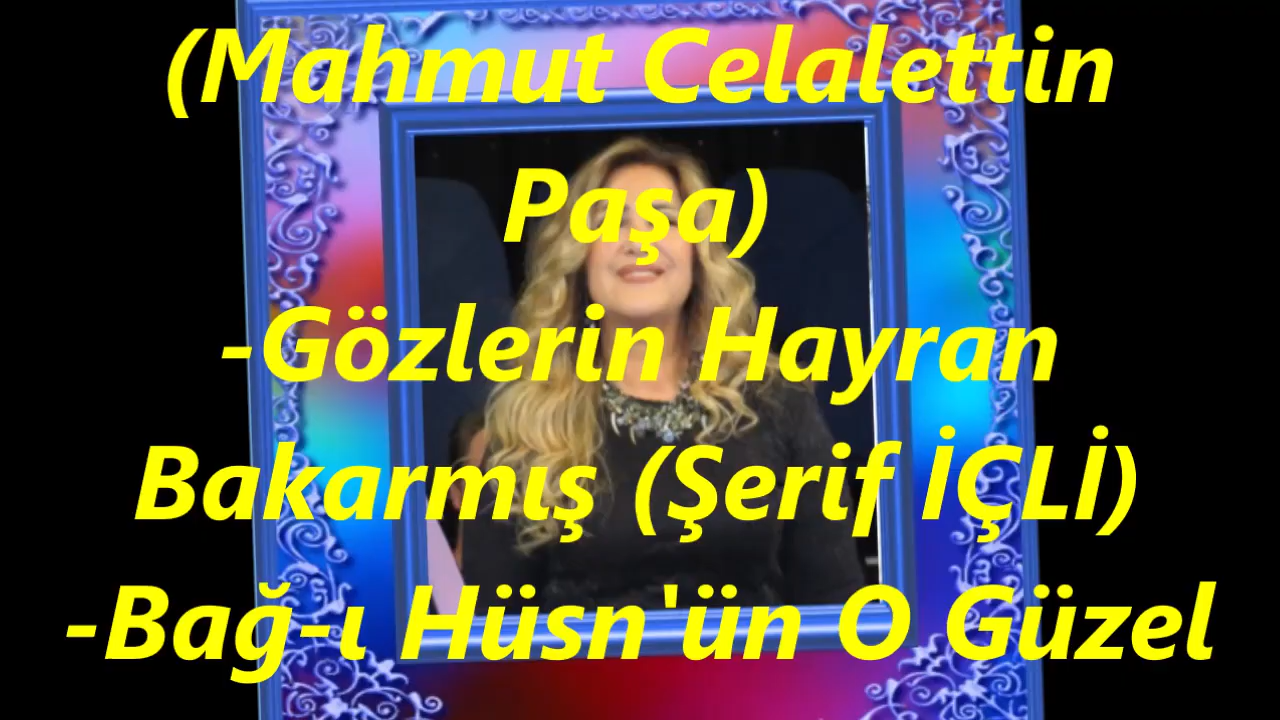 (Mahmut Celalettin
Paşa)
-Gözlerin Hayran
Bakarmış (Şerif İÇLİ)
-Bağ-ı Hüsn'ün O Güzel